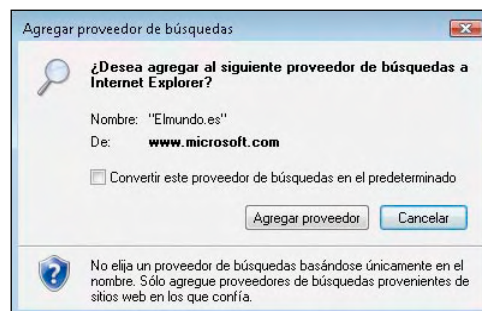 Agregar proveedor de búsquedas
¿Desea agregar al siguiente proveedor de búsquedas a
Internet Explorer?
Nombre: "Elmundo.es"
De: www.microsoft.com
Convertir este proveedor de búsquedas en el predeterminado
Agregar proveedor Cancelar
No elija un proveedor de búsquedas basándose únicamente en el
nombre. Sólo agregue proveedores de búsquedas provenientes de
sitios web en los que confía.